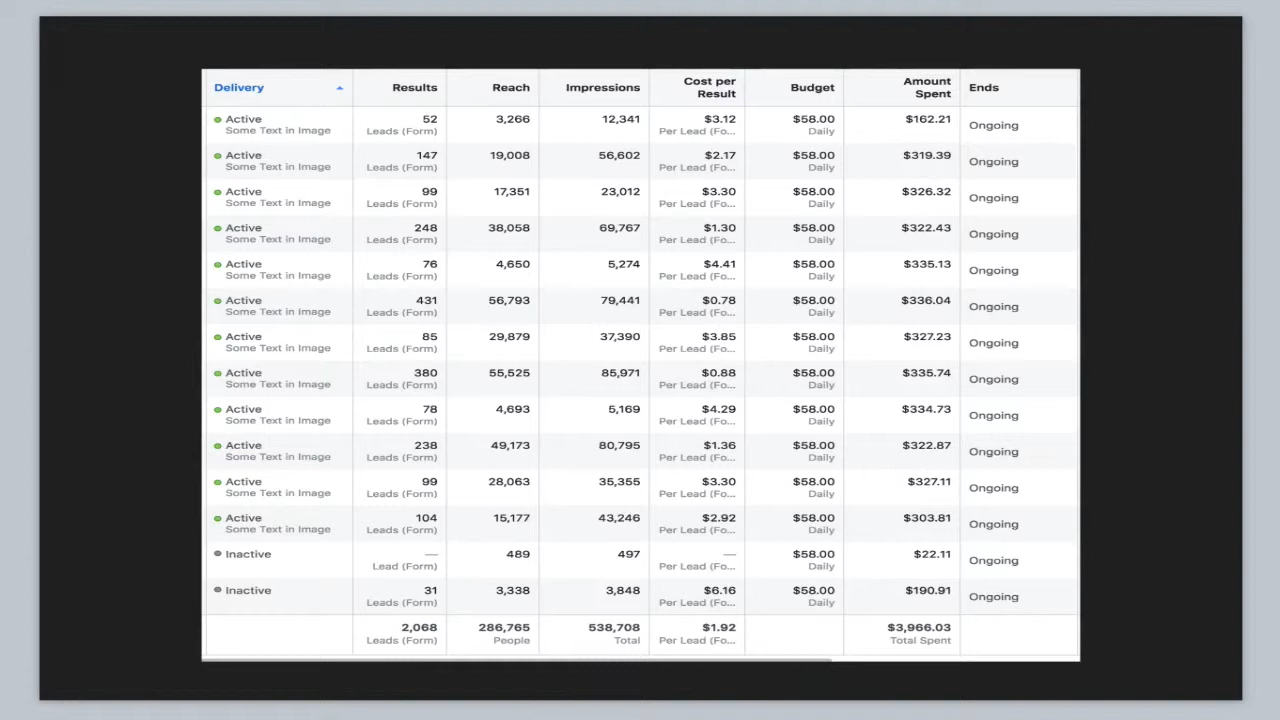 Delivery Results Reach Impressions Cost per Result Budget Amount Spent Ends
Active 52 3,266 12,341 $3.12 $58.00 $162.21 Ongoing
Some Text in Image Leads (Form) Per Lead (Fo... Daily
Active 147 19,008 56,602 $2.17 $58.00 $319.39 Ongoing
Some Text in Image Leads (Form) Per Lead (Fo... Daily
Active 99 17,351 23,012 $3.30 $58.00 $326.32 Ongoing
Some Text in Image Leads (Form) Per Lead (Fo... Daily
Active 248 38,058 69,767 $1.30 $58.00 $322.43 Ongoing
Some Text in Image Leads (Form) Per Lead (Fo... Daily
Active 76 4,650 5,274 $4.41 $58.00 $335.13 Ongoing
Some Text in Image Leads (Form) Per Lead (Fo... Daily
Active 431 56,793 79,441 $0.78 $58.00 $336.04 Ongoing
Some Text in Image Leads (Form) Per Lead (Fo... Daily
Active 85 29,879 37,390 $3.85 $58.00 $327.23 Ongoing
Some Text in Image Leads (Form) Per Lead (Fo... Daily
Active 380 55,525 85,971 $0.88 $58.00 $335.74 Ongoing
Some Text in Image Leads (Form) Per Lead (Fo... Daily
Active 78 4,693 5,169 $4.29 $58.00 $334.73 Ongoing
Some Text in Image Leads (Form) Per Lead (Fo... Daily
Active 238 49,173 80,795 $1.36 $58.00 $322.87 Ongoing
Some Text in Image Leads (Form) Per Lead (Fo... Daily
Active 99 28,063 35,355 $3.30 $58.00 $327.11 Ongoing
Some Text in Image Leads (Form) Per Lead (Fo... Daily
Active 104 15,177 43,246 $2.92 $58.00 $303.81 Ongoing
Some Text in Image Leads (Form) Per Lead (Fo... Daily
Inactive — 489 497 — $58.00 $22.11 Ongoing
Lead (Form) Per Lead (Fo... Daily
Inactive 31 3,338 3,848 $6.16 $58.00 $190.91 Ongoing
Leads (Form) Per Lead (Fo... Daily
2,068 286,765 538,708 $1.92 $3,966.03
Leads (Form) People Total Per Lead (Fo... Total Spent